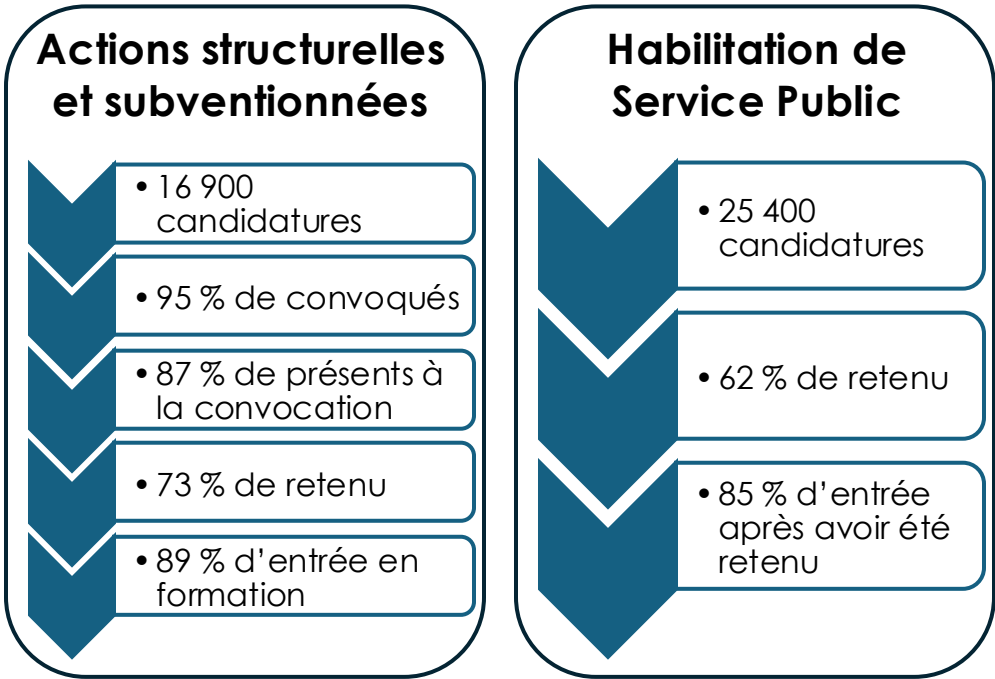 Actions structurelles
et subventionnées
• 16 900
candidatures
• 95 % de convoqués
• 87 % de présents à
la convocation
• 73 % de retenu
• 89 % d’entrée en
formation
Habilitation de
Service Public
• 25 400
candidatures
• 62 % de retenu
• 85 % d’entrée
après avoir été
retenu